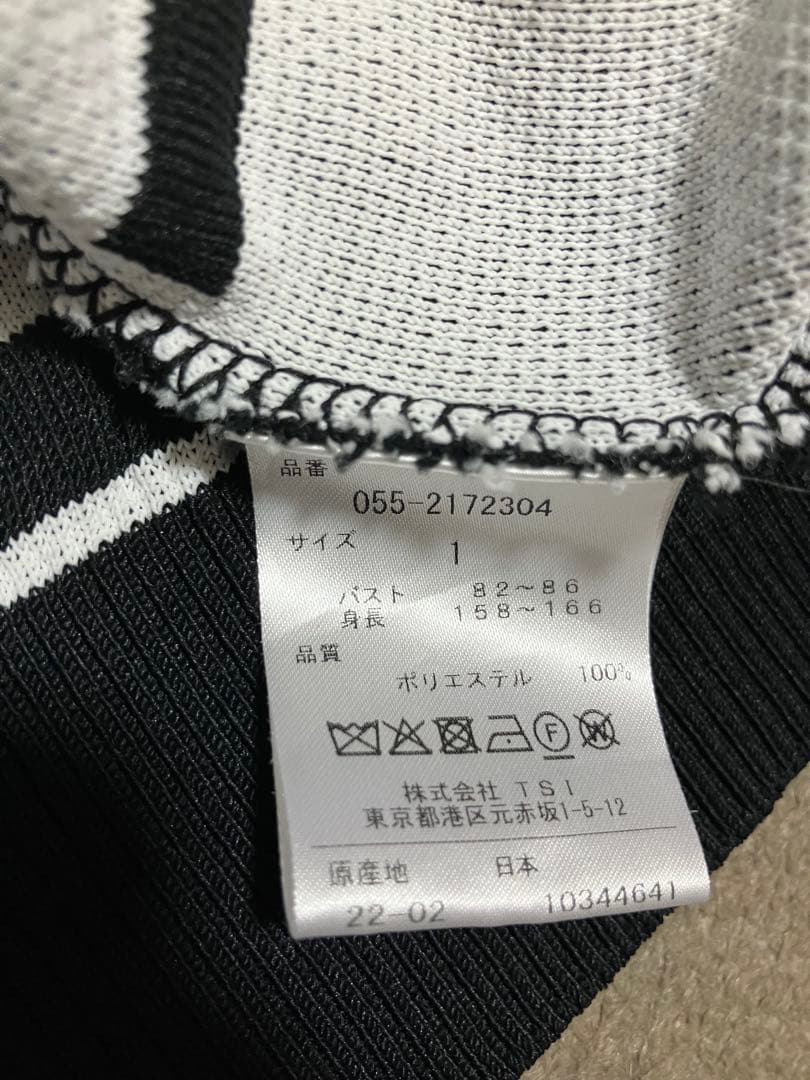 品番
055-2172304
サイズ
1
バスト 82～86
身長 158～166
品質
ポリエステル 100%
F W
株式会社 TSI
東京都港区元赤坂1-5-12
原産地 日本
22-02 10344641